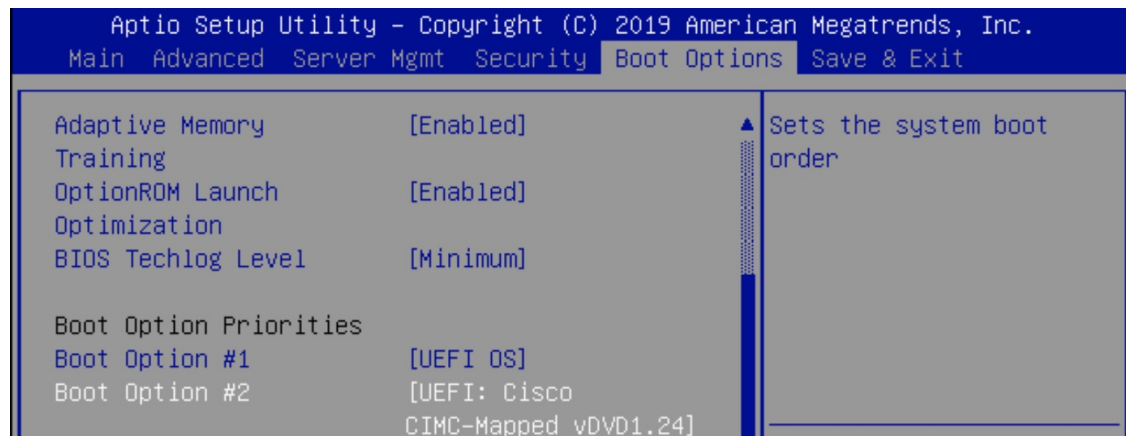 Aptio Setup Utility – Copyright (C) 2019 American Megatrends, Inc.
Main Advanced Server Mgmt Security Boot Options Save & Exit
Adaptive Memory [Enabled]
Training
OptionROM Launch [Enabled]
Optimization
BIOS Techlog Level [Minimum]
Boot Option Priorities
Boot Option #1 [UEFI OS]
Boot Option #2 [UEFI: Cisco
CIMC-Mapped vDVD1.24]
Sets the system boot
order